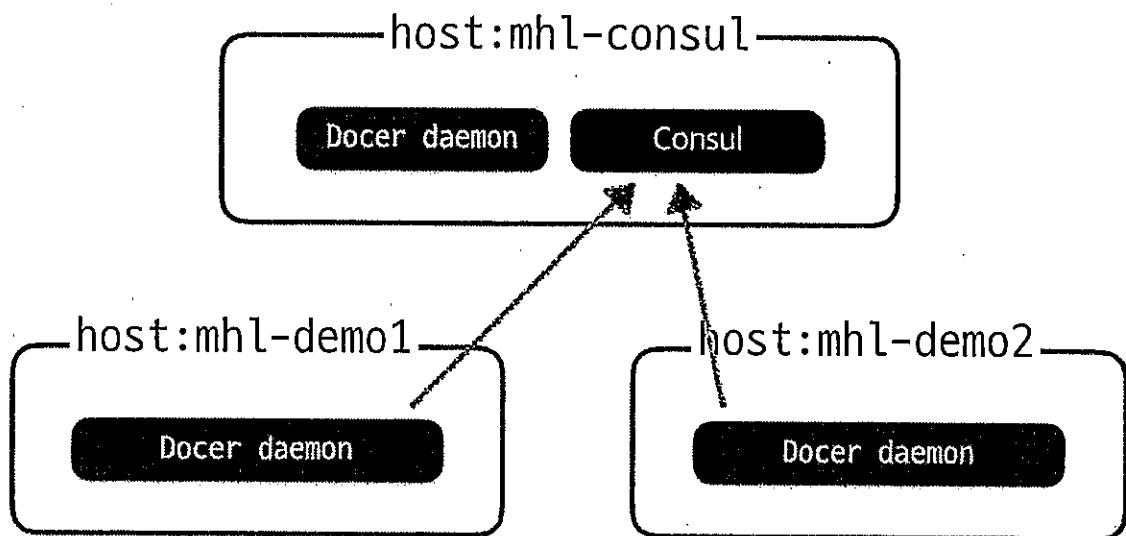 host:mhl-consul
Docer daemon
Consul
host:mhl-demo1
host:mhl-demo2
Docer daemon
Docer daemon